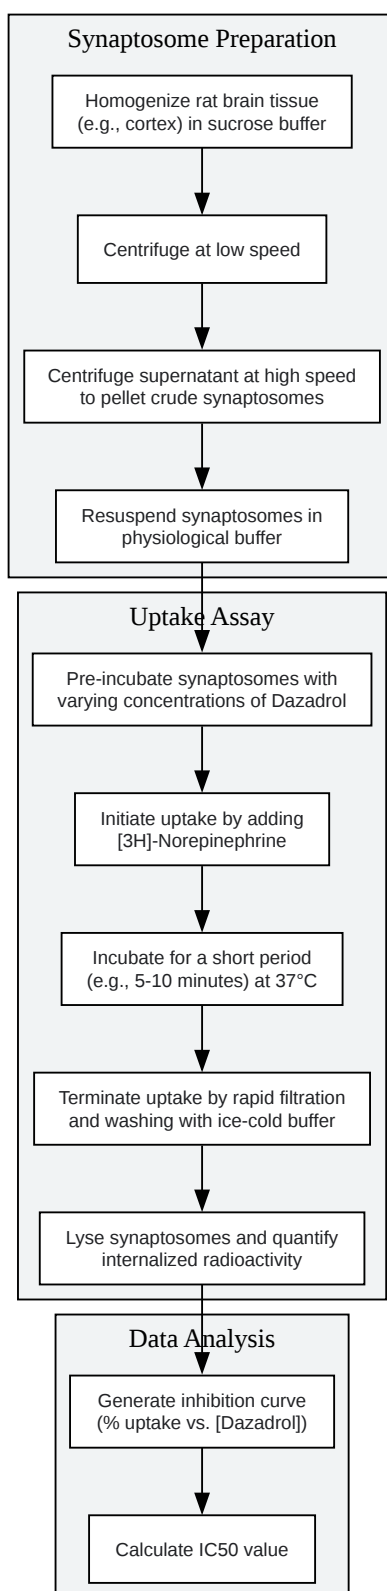 Synaptosome Preparation
Homogenize rat brain tissue
(e.g., cortex) in sucrose buffer
Centrifuge at low speed
Centrifuge supernatant at high speed
to pellet crude synaptosomes
Resuspend synaptosomes in
physiological buffer
Uptake Assay
Pre-incubate synaptosomes with
varying concentrations of Dazadrol
Initiate uptake by adding
[3H]-Norepinephrine
Incubate for a short period
(e.g., 5-10 minutes) at 37°C
Terminate uptake by rapid filtration
and washing with ice-cold buffer
Lyse synaptosomes and quantify
internalized radioactivity
Data Analysis
Generate inhibition curve
(% uptake vs. [Dazadrol])
Calculate IC50 value